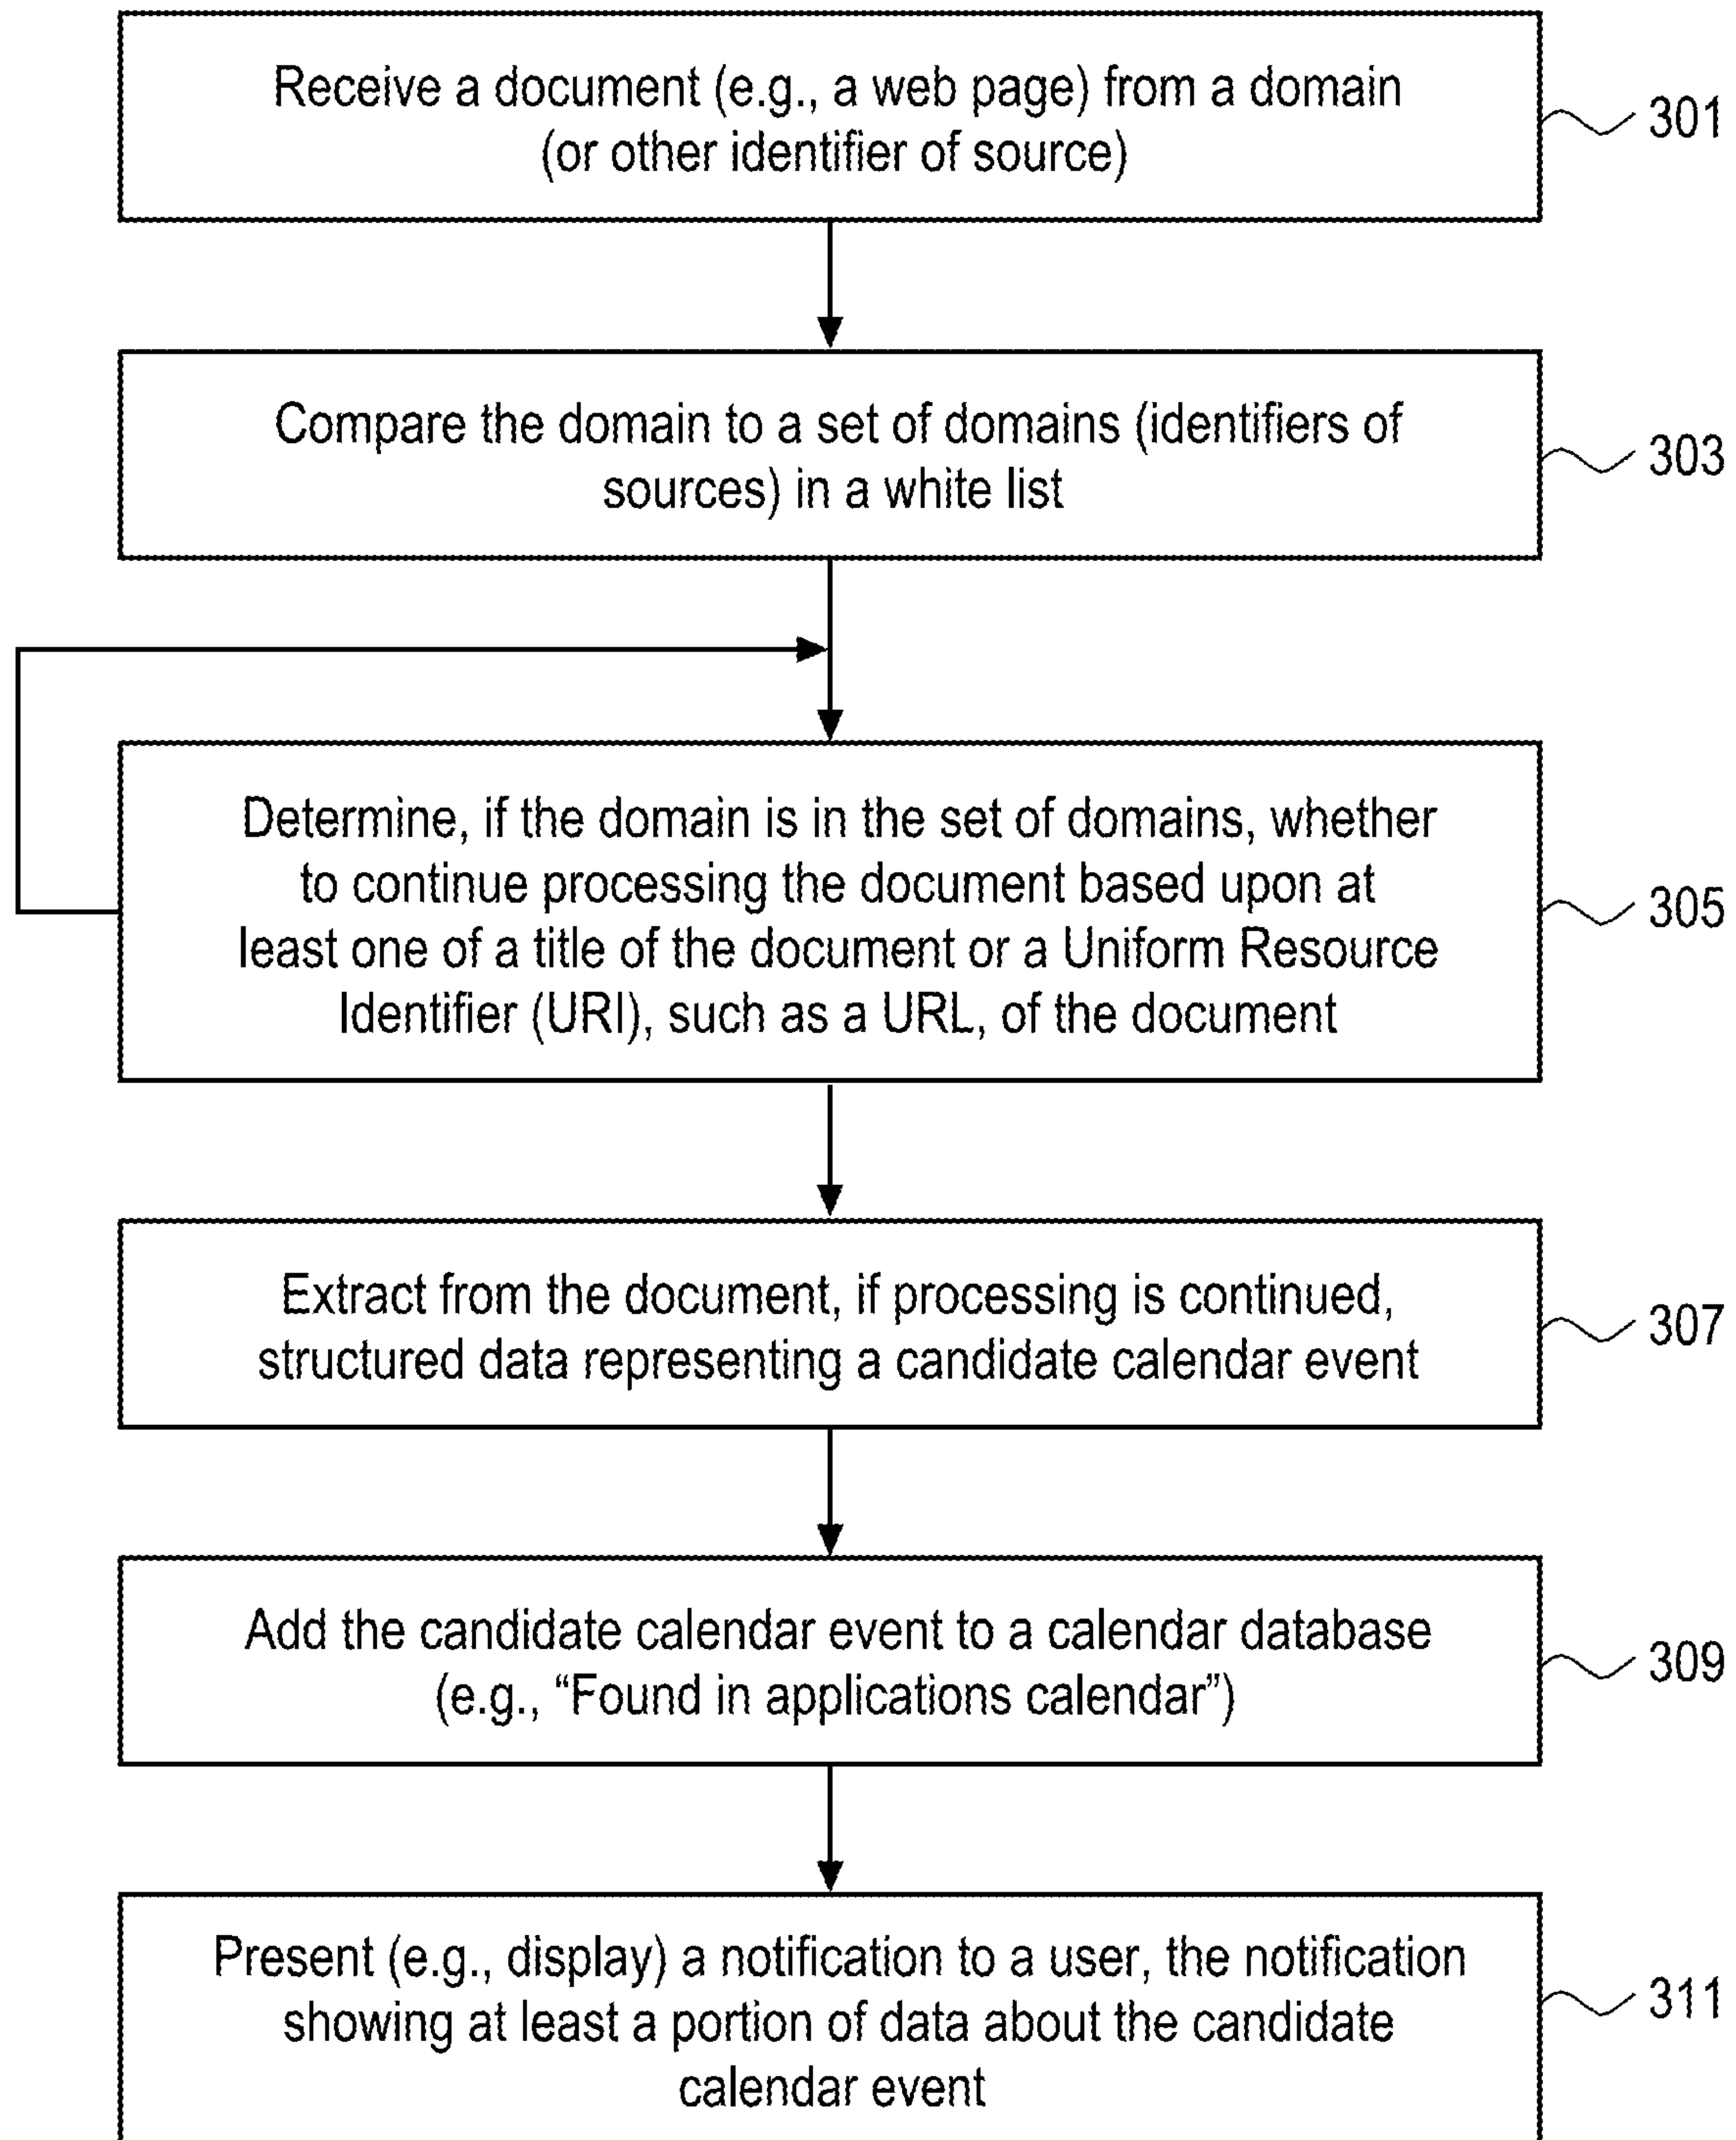 Receive a document (e.g., a web page) from a domain
(or other identifier of source)
301
Compare the domain to a set of domains (identifiers of
sources) in a white list
303
Determine, if the domain is in the set of domains, whether
to continue processing the document based upon at
least one of a title of the document or a Uniform Resource
Identifier (URI), such as a URL, of the document
305
Extract from the document, if processing is continued,
structured data representing a candidate calendar event
307
Add the candidate calendar event to a calendar database
(e.g., “Found in applications calendar”)
309
Present (e.g., display) a notification to a user, the notification
showing at least a portion of data about the candidate
calendar event
311